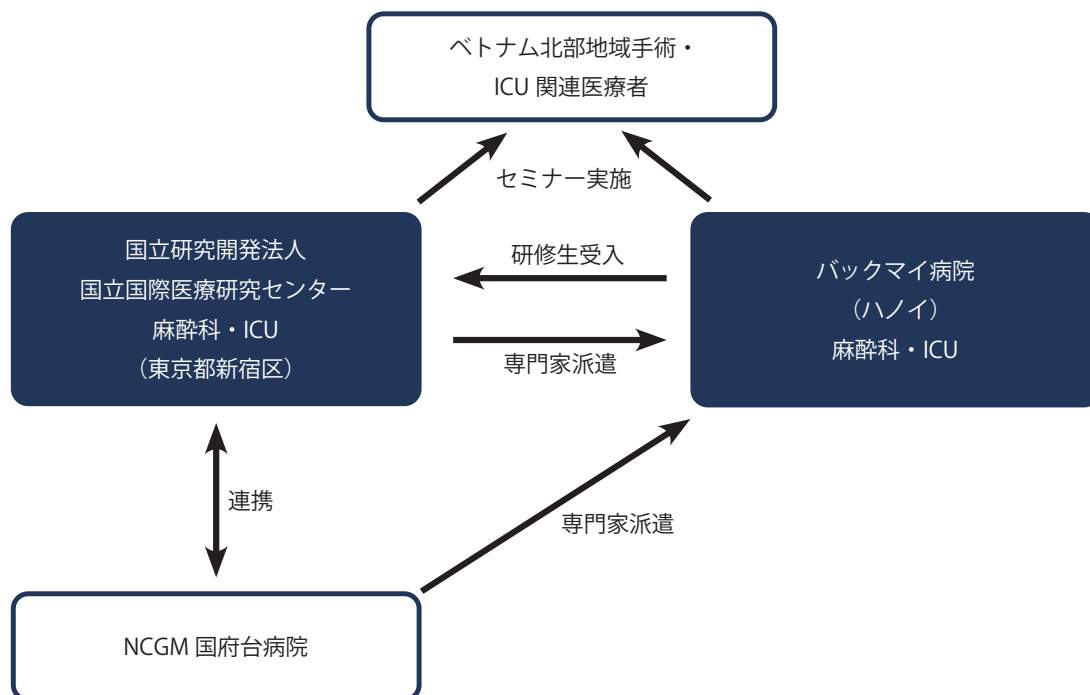 ベトナム北部地域手術・
ICU 関連医療者
セミナー実施
国立研究開発法人
国立国際医療研究センター
麻酔科・ICU
（東京都新宿区）
研修生受入
専門家派遣
バックマイ病院
（ハノイ）
麻酔科・ICU
連携
専門家派遣
NCGM 国府台病院